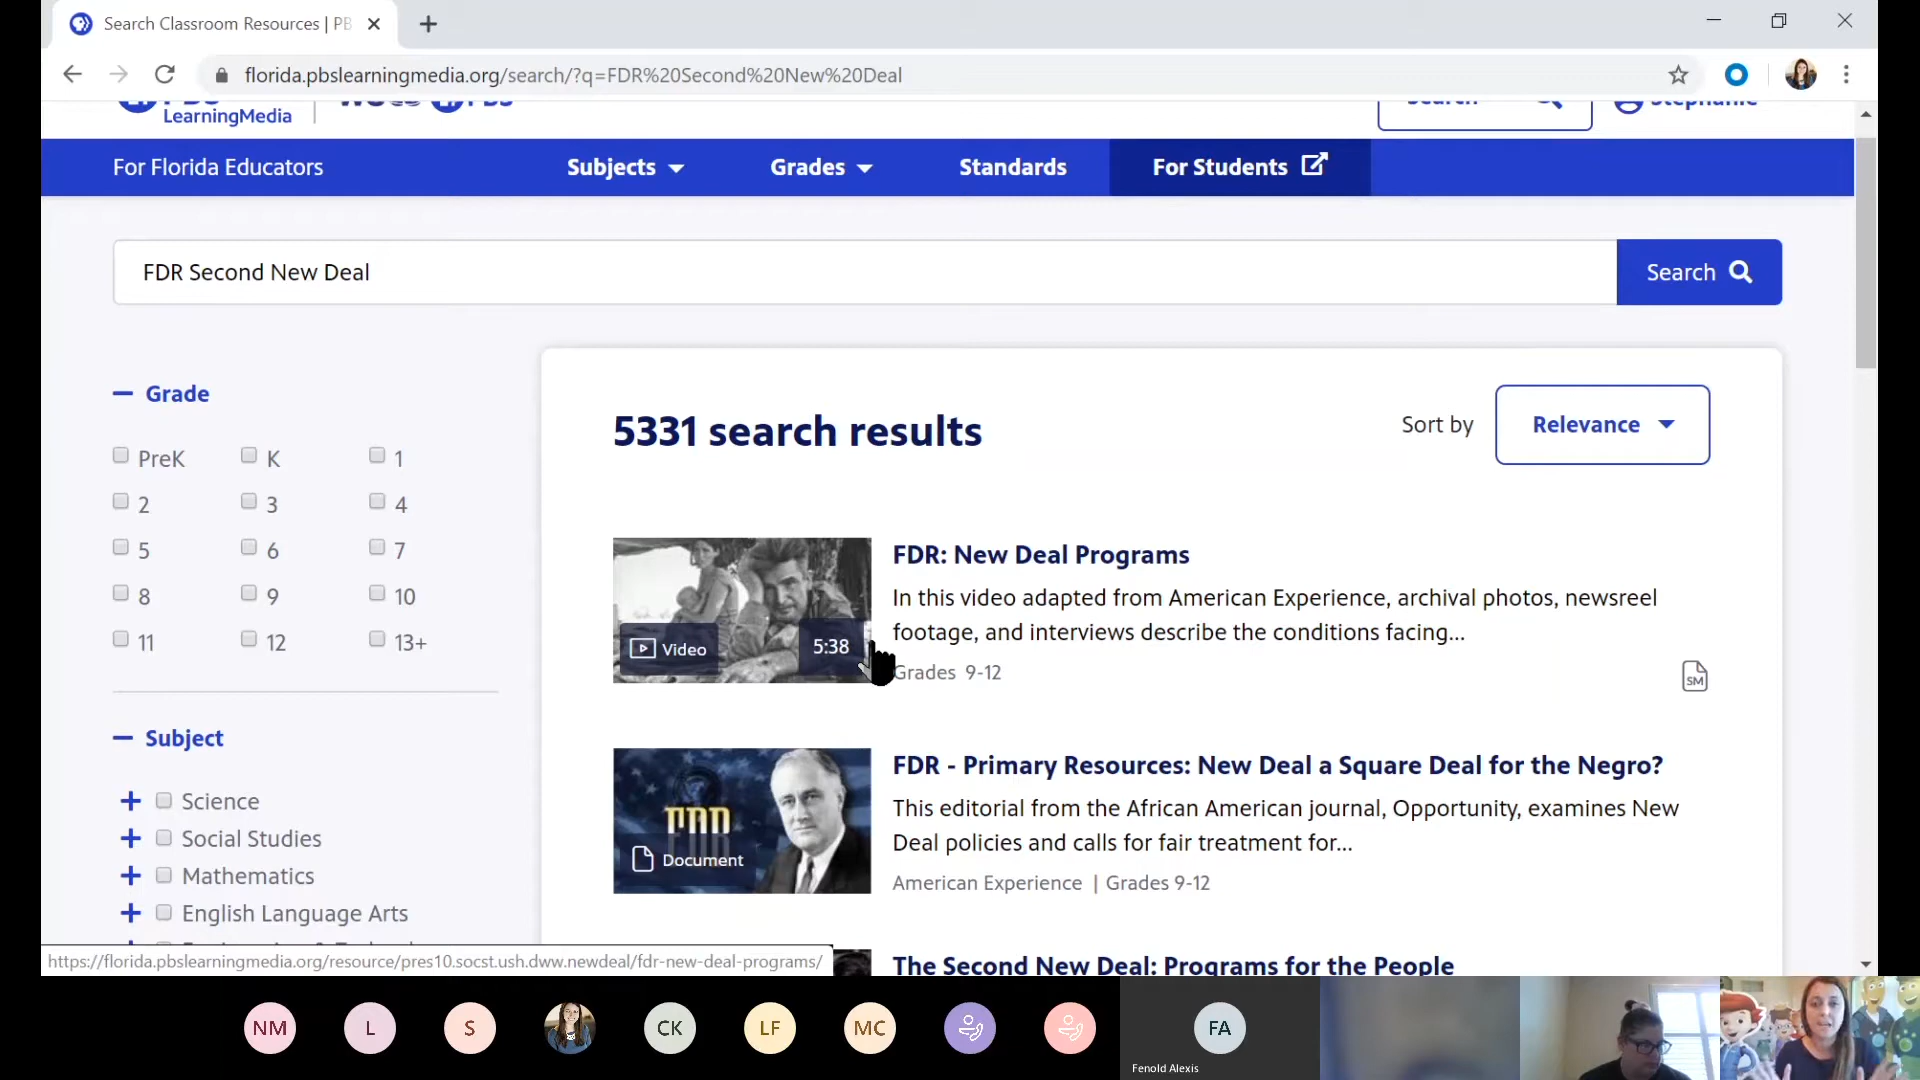 Search Classroom Resources | PB
florida.pbslearningmedia.org/search/?q=FDR%20Second%20New%20Deal
LearningMedia
Search
Stephanie
For Florida Educators
Subjects
Grades
Standards
For Students
FDR Second New Deal
Search
Grade
PreK K 1
2 3 4
5 6 7
8 9 10
11 12 13+
Subject
Science
Social Studies
Mathematics
English Language Arts
5331 search results
Sort by Relevance
Video 5:38
FDR: New Deal Programs
In this video adapted from American Experience, archival photos, newsreel
footage, and interviews describe the conditions facing...
Grades 9-12
SM
FDR
Document
FDR - Primary Resources: New Deal a Square Deal for the Negro?
This editorial from the African American journal, Opportunity, examines New
Deal policies and calls for fair treatment for...
American Experience | Grades 9-12
The Second New Deal: Programs for the People
https://florida.pbslearningmedia.org/resource/pres10.socst.ush.dww.newdeal/fdr-new-deal-programs/
NM L S CK LF MC FA
Fenold Alexis